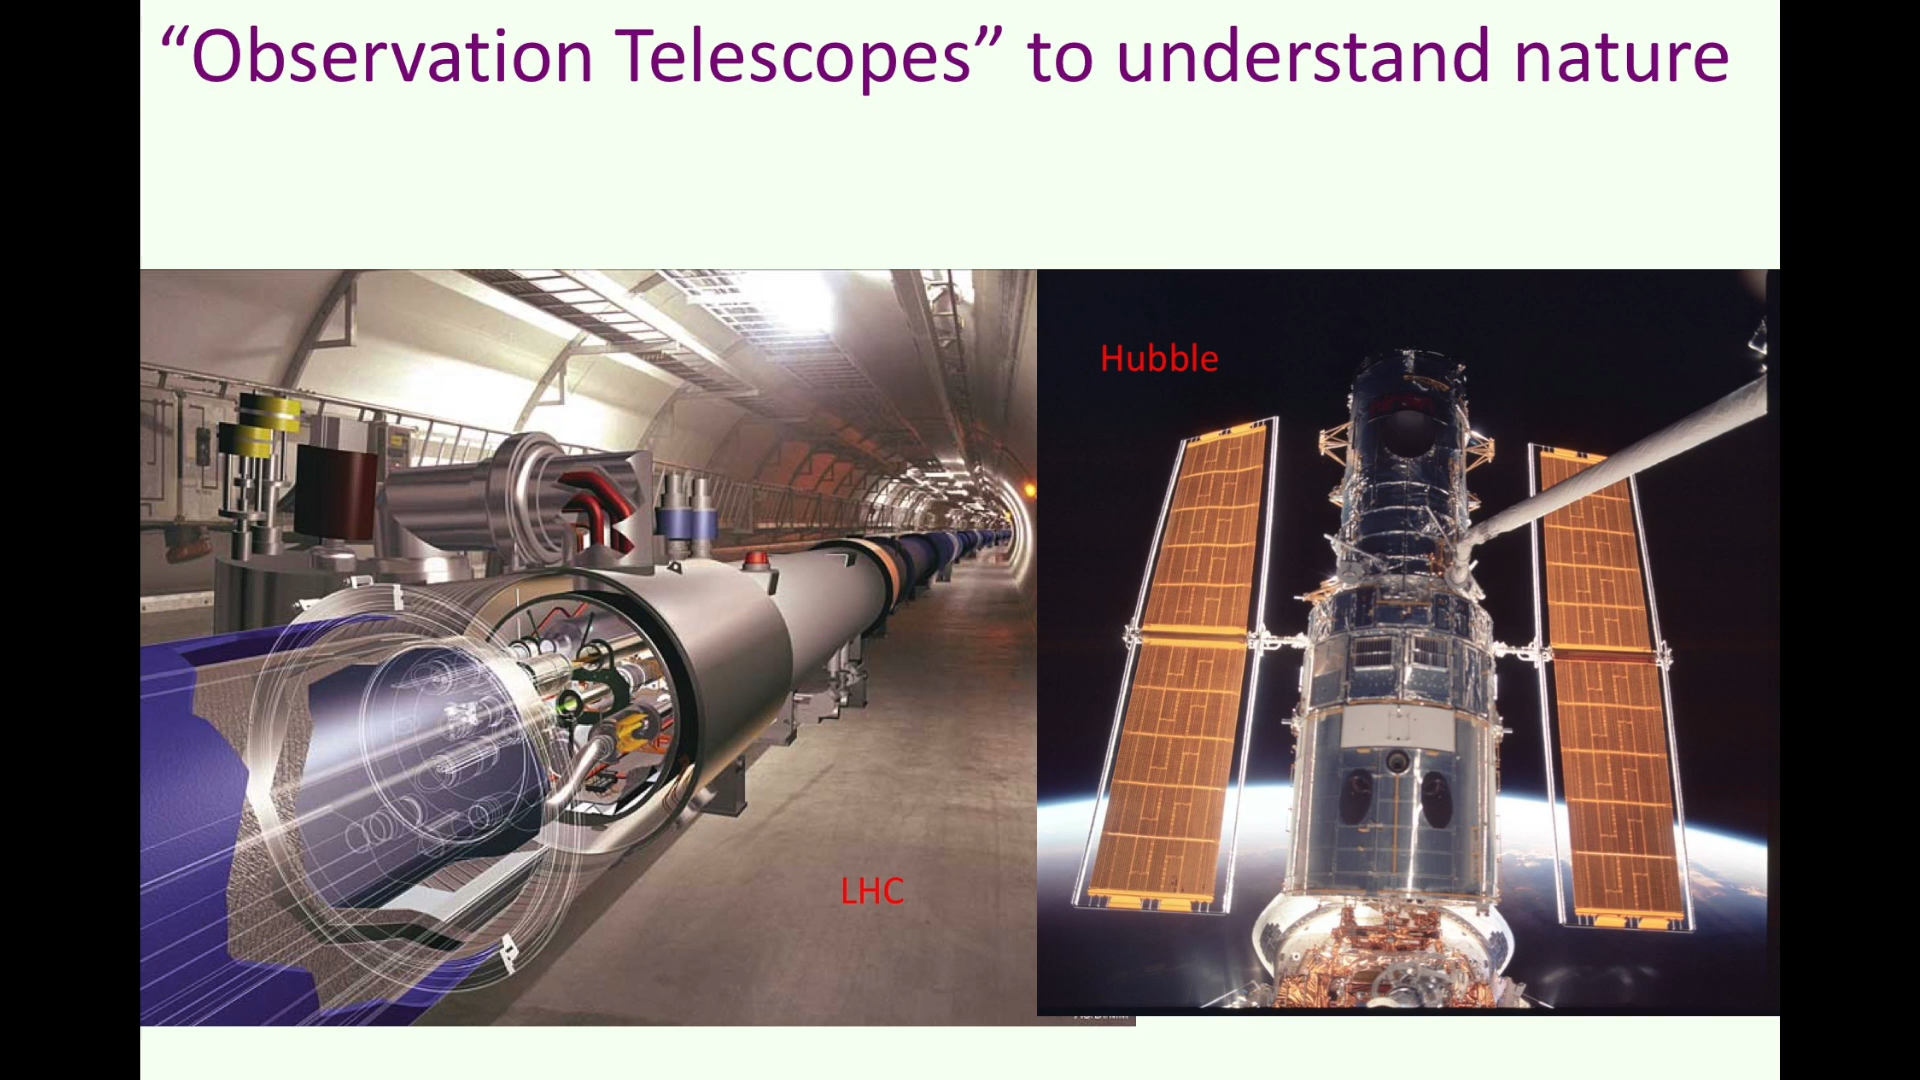 “Observation Telescopes” to understand nature
Hubble
LHC